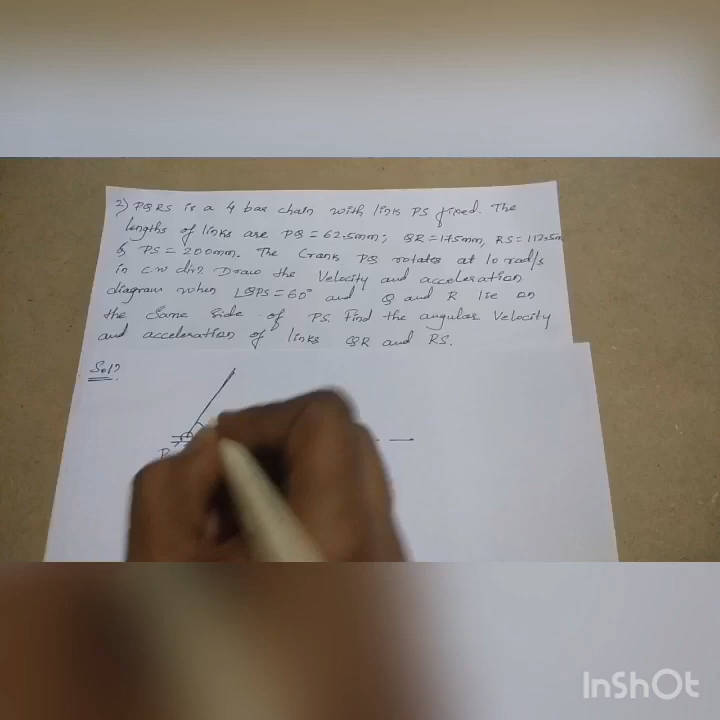 2) PQRS is a 4 bar chain with link PS fixed. The
lengths of links are PQ = 62.5mm; QR = 175mm, RS = 112.5m
& PS = 200mm. The Crank PQ rotates at 10 rad/s
in cw dirn. Draw the Velocity and acceleration
diagram when ∠QPS = 60° and Q and R lie on
the Same Side of PS. Find the angular Velocity
and acceleration of links QR and RS.
Soln.
P
InShOt